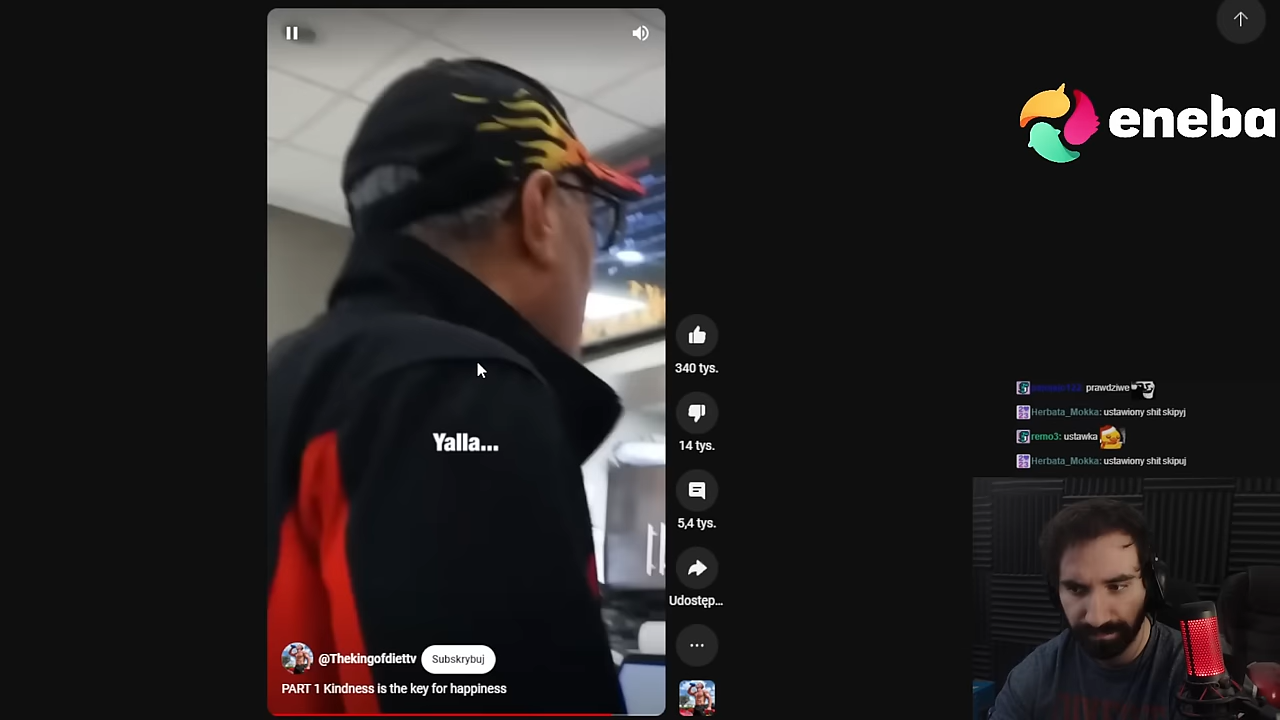 eneba
Yalla...
340 tys.
14 tys.
5,4 tys.
Udostęp...
prawdziwe
Herbata_Mokka: ustawiony shit skipyj
remo3: ustawka
Herbata_Mokka: ustawiony shit skipuj
@Thekingofdiettv
Subskrybuj
PART 1 Kindness is the key for happiness